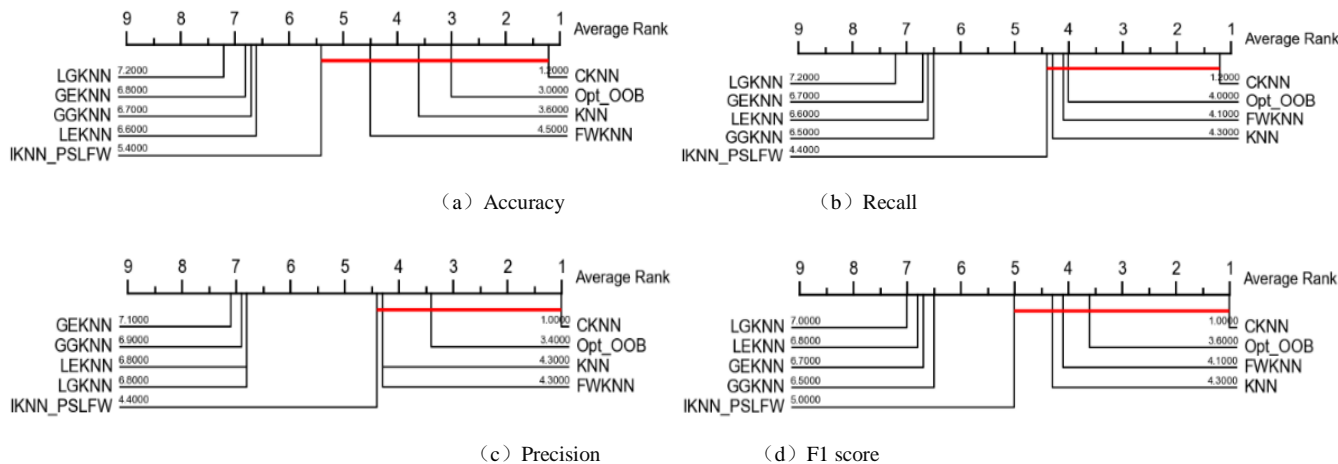 9 8 7 6 5 4 3 2 1
Average Rank
LGKNN 7.2000
GEKNN 6.8000
GGKNN 6.7000
LEKNN 6.6000
IKNN_PSLFW 5.4000
1.2000 CKNN
3.0000 Opt_OOB
3.6000 KNN
4.5000 FWKNN
（a）Accuracy
9 8 7 6 5 4 3 2 1
Average Rank
LGKNN 7.2000
GEKNN 6.7000
LEKNN 6.6000
GGKNN 6.5000
IKNN_PSLFW 4.4000
1.2000 CKNN
4.0000 Opt_OOB
4.1000 FWKNN
4.3000 KNN
（b）Recall
9 8 7 6 5 4 3 2 1
Average Rank
GEKNN 7.1000
GGKNN 6.9000
LEKNN 6.8000
LGKNN 6.8000
IKNN_PSLFW 4.4000
1.0000 CKNN
3.4000 Opt_OOB
4.3000 KNN
4.3000 FWKNN
（c）Precision
9 8 7 6 5 4 3 2 1
Average Rank
LGKNN 7.0000
LEKNN 6.8000
GEKNN 6.7000
GGKNN 6.5000
IKNN_PSLFW 5.0000
1.0000 CKNN
3.6000 Opt_OOB
4.1000 FWKNN
4.3000 KNN
（d）F1 score